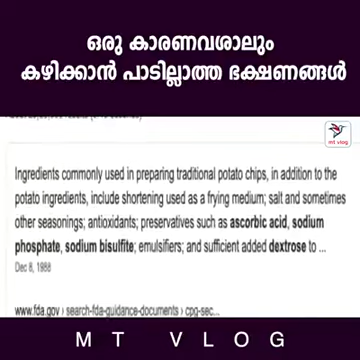 ഒരു കാരണവശാലും
കഴിക്കാൻ പാടില്ലാത്ത ഭക്ഷണങ്ങൾ
mt vlog
Ingredients commonly used in preparing traditional potato chips, in addition to the
potato ingredients, include shortening used as a frying medium; salt and sometimes
other seasonings; antioxidants; preservatives such as ascorbic acid, sodium
phosphate, sodium bisulfite; emulsifiers; and sufficient added dextrose to ...
Dec 8, 1988
www.fda.gov › search-fda-guidance-documents › cpg-sec...
MT VLOG